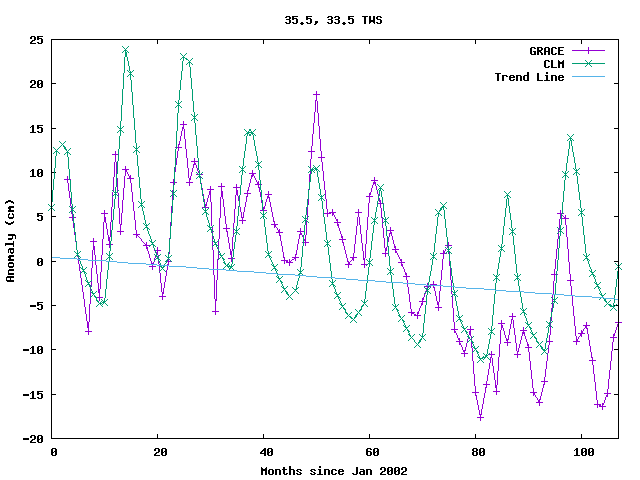 35.5, 33.5 TWS
GRACE
CLM
Trend Line
25
20
15
10
5
0
-5
-10
-15
-20
Anomaly (cm)
0 20 40 60 80 100
Months since Jan 2002